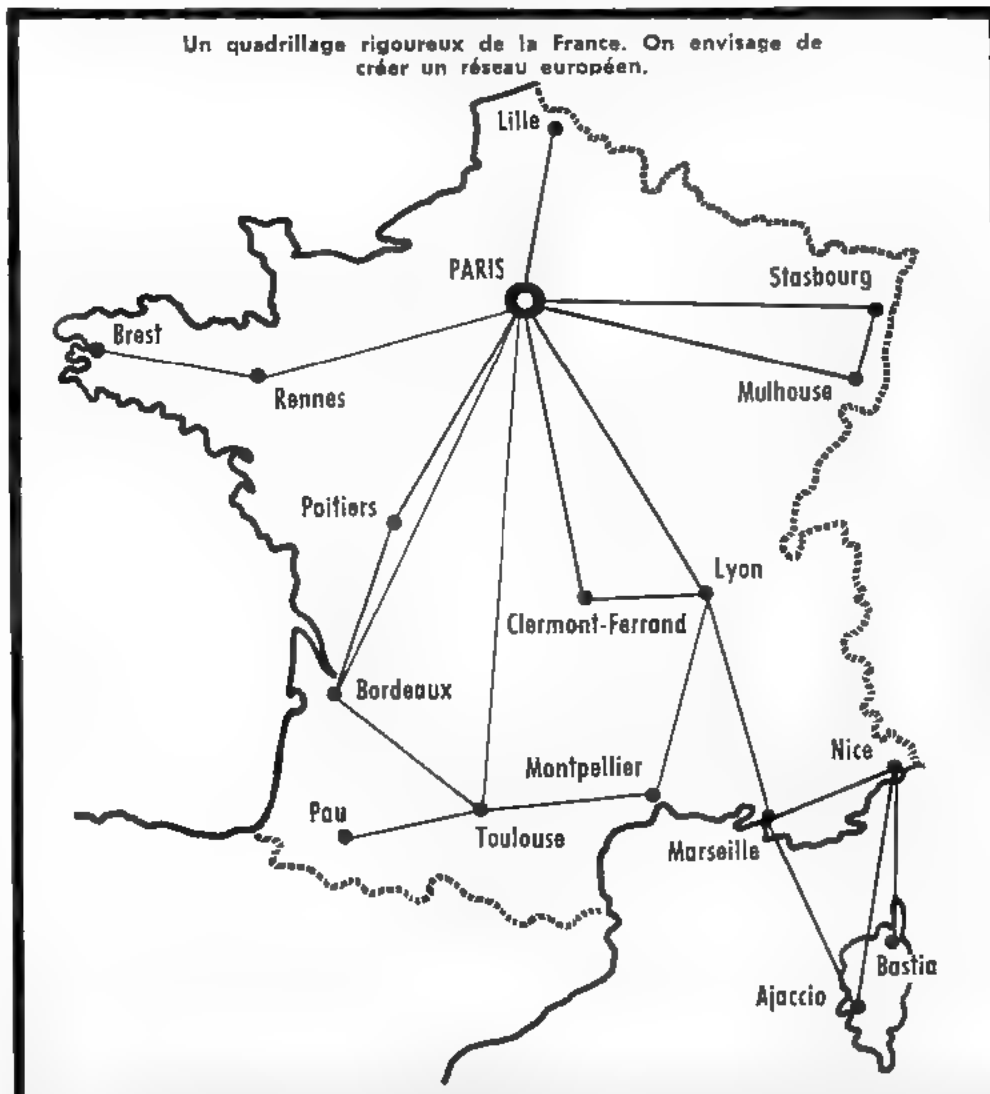 Un quadrillage rigoureux de la France. On envisage de
créer un réseau européen.
Lille
PARIS
Stasbourg
Brest
Rennes
Mulhouse
Poitiers
Lyon
Clermont-Ferrand
Bordeaux
Nice
Montpellier
Pau
Toulouse
Marseille
Bastia
Ajaccio